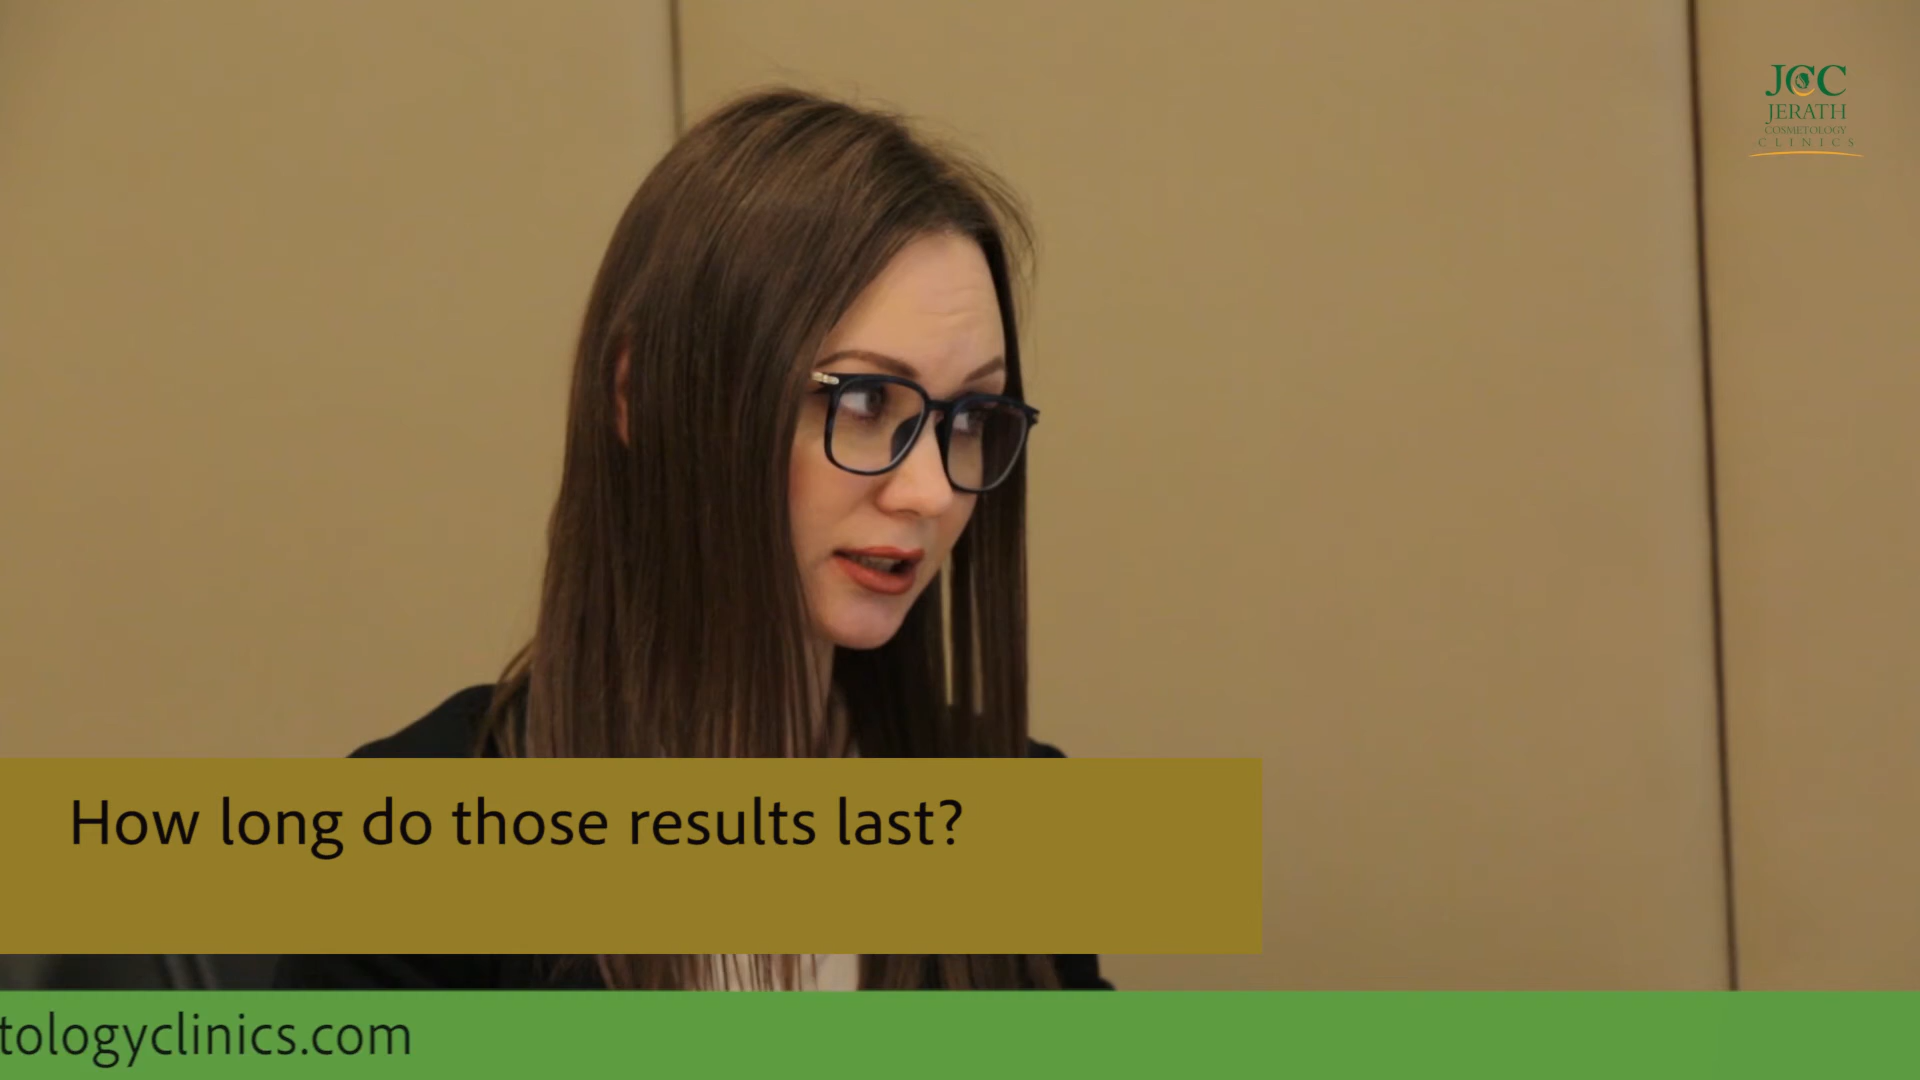 JCC
JERATH
COSMETOLOGY
CLINICS
How long do those results last?
tologyclinics.com